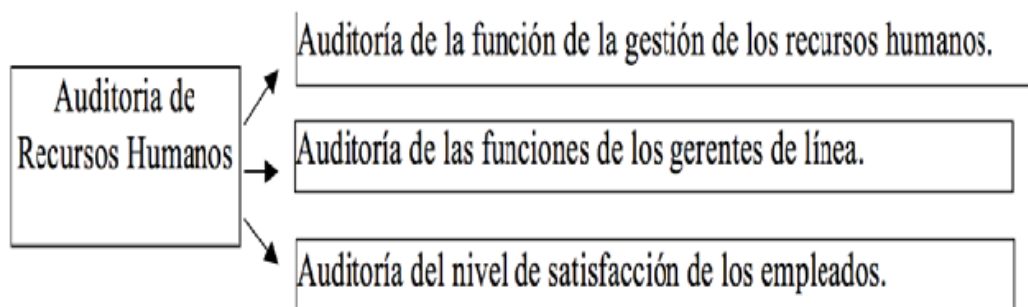 Auditoria de
Recursos Humanos
Auditoría de la función de la gestión de los recursos humanos.
Auditoría de las funciones de los gerentes de línea.
Auditoría del nivel de satisfacción de los empleados.